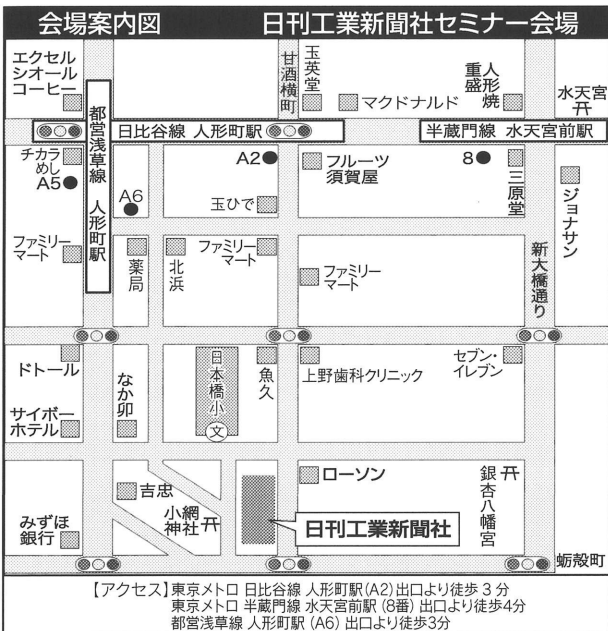 会場案内図 日刊工業新聞社セミナー会場
エクセル
シオール
コーヒー
甘酒横町
玉英堂
マクドナルド
人形焼
重盛
水天宮
都営浅草線 人形町駅
日比谷線 人形町駅
半蔵門線 水天宮前駅
チカラ
めし
A5
A6
A2
フルーツ
須賀屋
8
三原堂
ジョナサン
玉ひで
ファミリー
マート
薬局
北浜
ファミリー
マート
ファミリー
マート
新大橋通り
ドトール
なか卯
日本橋小
文
魚久
上野歯科クリニック
セブン・
イレブン
サイボー
ホテル
吉忠
小網
神社
ローソン
銀杏八幡宮
みずほ
銀行
日刊工業新聞社
蛎殻町
【アクセス】東京メトロ 日比谷線 人形町駅(A2)出口より徒歩3分
東京メトロ 半蔵門線 水天宮前駅(8番)出口より徒歩4分
都営浅草線 人形町駅(A6)出口より徒歩3分